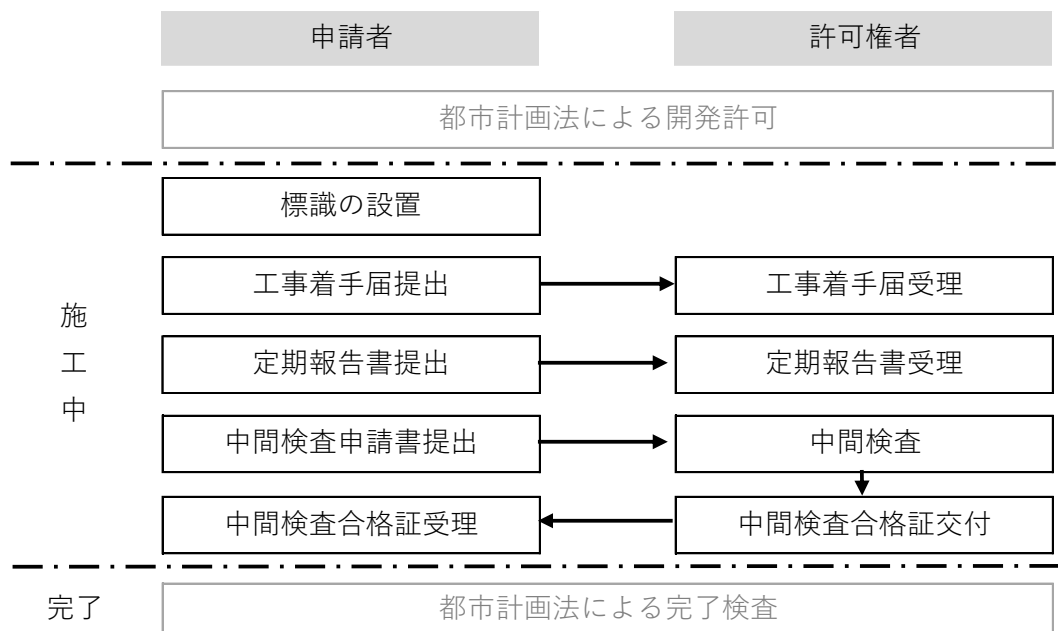 申請者
許可権者
都市計画法による開発許可
標識の設置
工事着手届提出
工事着手届受理
施工中
定期報告書提出
定期報告書受理
中間検査申請書提出
中間検査
中間検査合格証受理
中間検査合格証交付
完了
都市計画法による完了検査